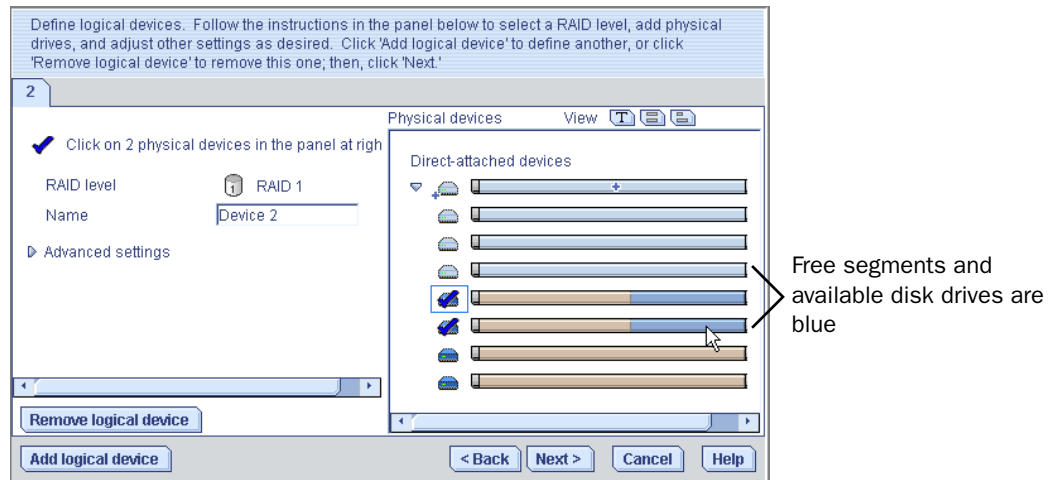 Define logical devices. Follow the instructions in the panel below to select a RAID level, add physical
drives, and adjust other settings as desired. Click 'Add logical device' to define another, or click
'Remove logical device' to remove this one; then, click 'Next.'
2
Physical devices View T
Click on 2 physical devices in the panel at righ
Direct-attached devices
RAID level 1 RAID 1
Name Device 2
Advanced settings
Free segments and
available disk drives are
blue
Remove logical device
Add logical device < Back Next > Cancel Help